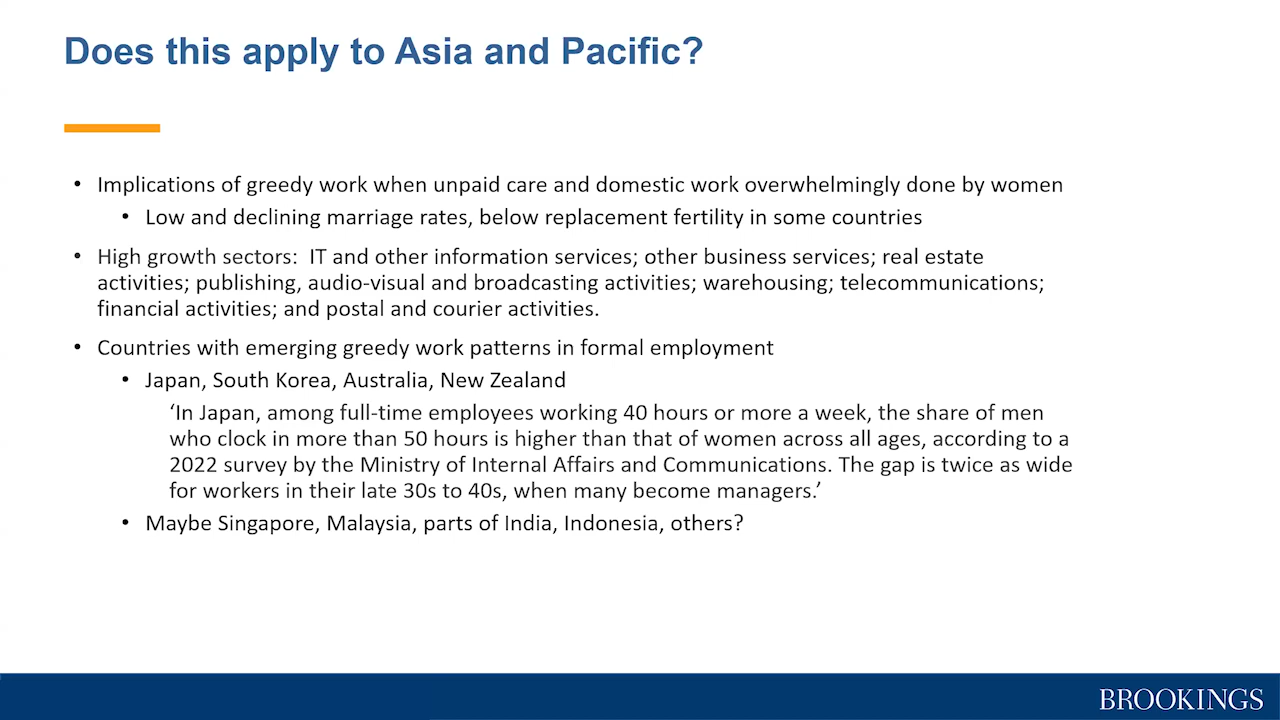 Does this apply to Asia and Pacific?
• Implications of greedy work when unpaid care and domestic work overwhelmingly done by women
• Low and declining marriage rates, below replacement fertility in some countries
• High growth sectors:  IT and other information services; other business services; real estate
activities; publishing, audio-visual and broadcasting activities; warehousing; telecommunications;
financial activities; and postal and courier activities.
• Countries with emerging greedy work patterns in formal employment
• Japan, South Korea, Australia, New Zealand
‘In Japan, among full-time employees working 40 hours or more a week, the share of men
who clock in more than 50 hours is higher than that of women across all ages, according to a
2022 survey by the Ministry of Internal Affairs and Communications. The gap is twice as wide
for workers in their late 30s to 40s, when many become managers.’
• Maybe Singapore, Malaysia, parts of India, Indonesia, others?
BROOKINGS